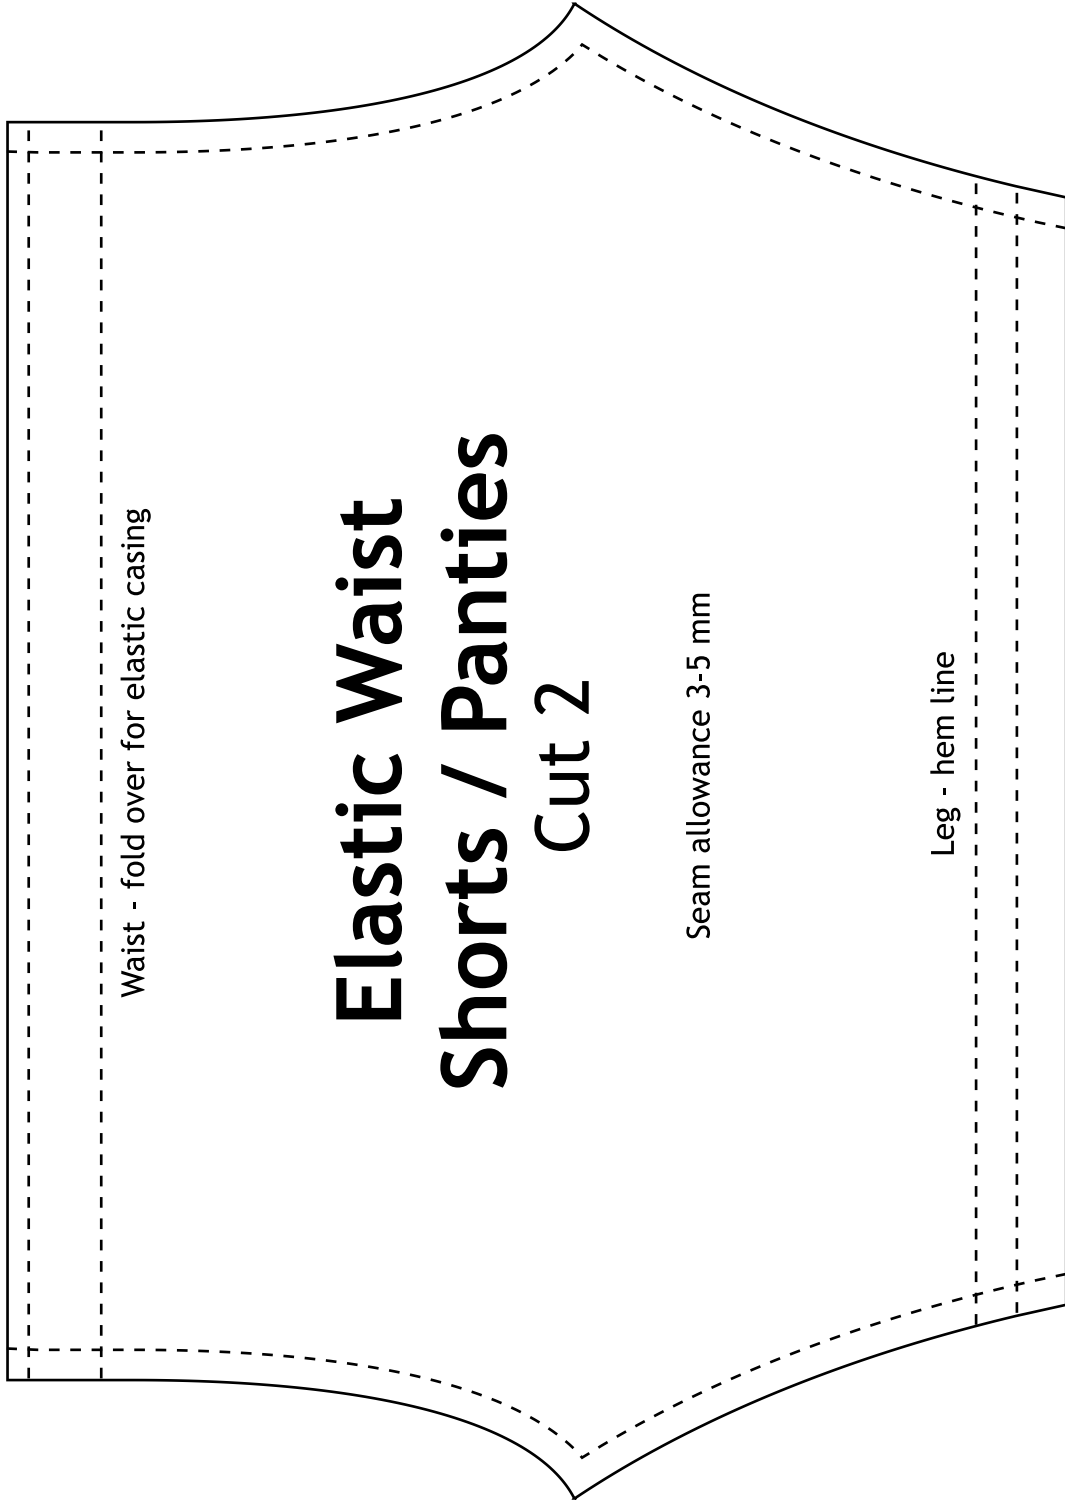 Waist - fold over for elastic casing
Elastic Waist
Shorts / Panties
Cut 2
Seam allowance 3-5 mm
Leg - hem line